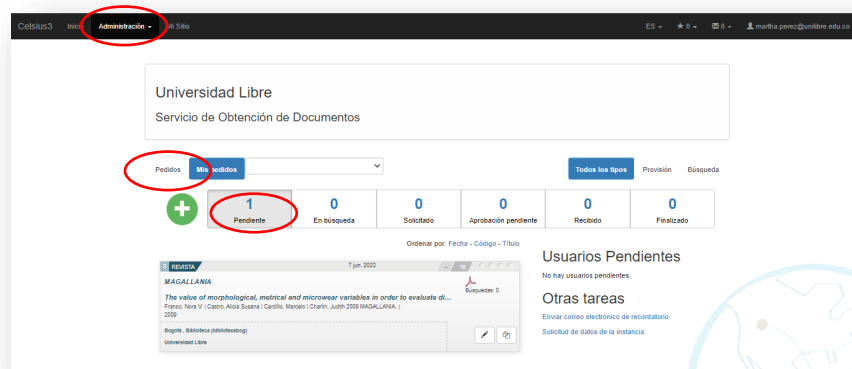 Celsius3 Inicio Administración Mi Sitio ES 0 0 martha.perez@unilibre.edu.co
Universidad Libre
Servicio de Obtención de Documentos
Pedidos Mis pedidos Todos los tipos Provisión Búsqueda
1 0 0 0 0 0
Pendiente En búsqueda Solicitado Aprobación pendiente Recibido Finalizado
Ordenar por: Fecha - Código - Título
S REVISTA 7 jun. 2022
MAGALLANIA
Búsquedas: 0
The value of morphological, metrical and microwear variables in order to evaluate di...
Franco, Nora V. | Castro, Alicia Susana | Cardillo, Marcelo | Charlin, Judith 2009 MAGALLANIA, (
2009
Bogotá , Biblioteca (bibliotecabog)
Universidad Libre
Usuarios Pendientes
No hay usuarios pendientes.
Otras tareas
Enviar correo electrónico de recordatorio
Solicitud de datos de la instancia